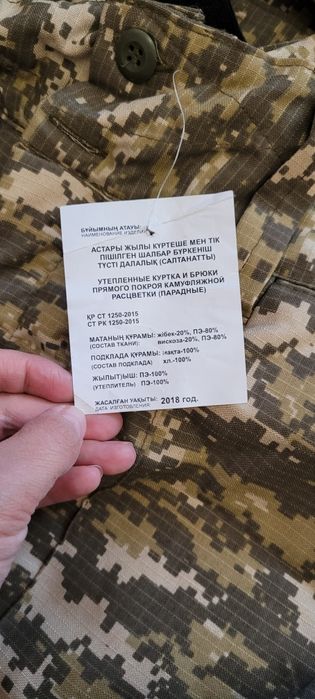 БҰЙЫМНЫҢ АТАУЫ:
НАИМЕНОВАНИЕ ИЗДЕЛИЯ
АСТАРЫ ЖЫЛЫ КҮРТЕШЕ МЕН ТІК
ПІШІЛГЕН ШАЛБАР БҮРКЕНІШ
ТҮСТІ ДАЛАЛЫҚ (САЛТАНАТТЫ)
УТЕПЛЕННЫЕ КУРТКА И БРЮКИ
ПРЯМОГО ПОКРОЯ КАМУФЛЯЖНОЙ
РАСЦВЕТКИ (ПАРАДНЫЕ)
ҚР СТ 1250-2015
СТ РК 1250-2015
МАТАНЫҢ ҚҰРАМЫ: жібек-20%, ПЭ-80%
(СОСТАВ ТКАНИ: вискоза-20%, ПЭ-80%
ПОДКЛАДА ҚҰРАМЫ: мақта-100%
(СОСТАВ ПОДКЛАДА) хл.-100%
ЖЫЛЫТҚЫШ: ПЭ-100%
(УТЕПЛИТЕЛЬ) ПЭ-100%
ЖАСАЛҒАН УАҚЫТЫ: 2018 год.
ДАТА ИЗГОТОВЛЕНИЯ